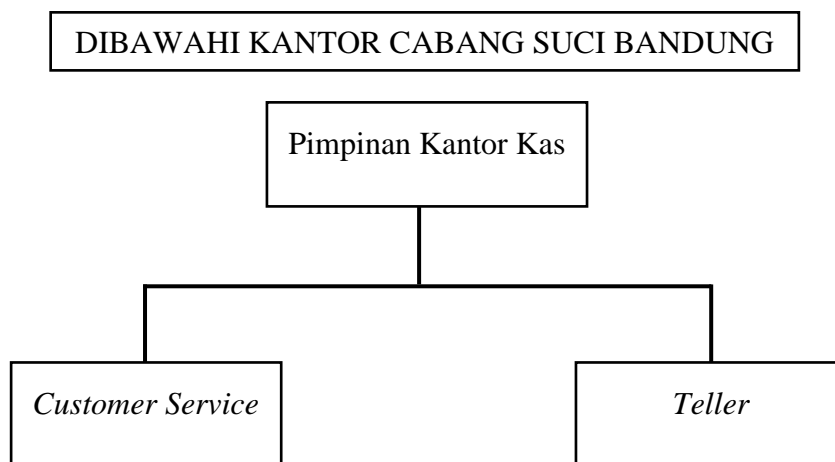 DIBAWAHI KANTOR CABANG SUCI BANDUNG
Pimpinan Kantor Kas
Customer Service
Teller